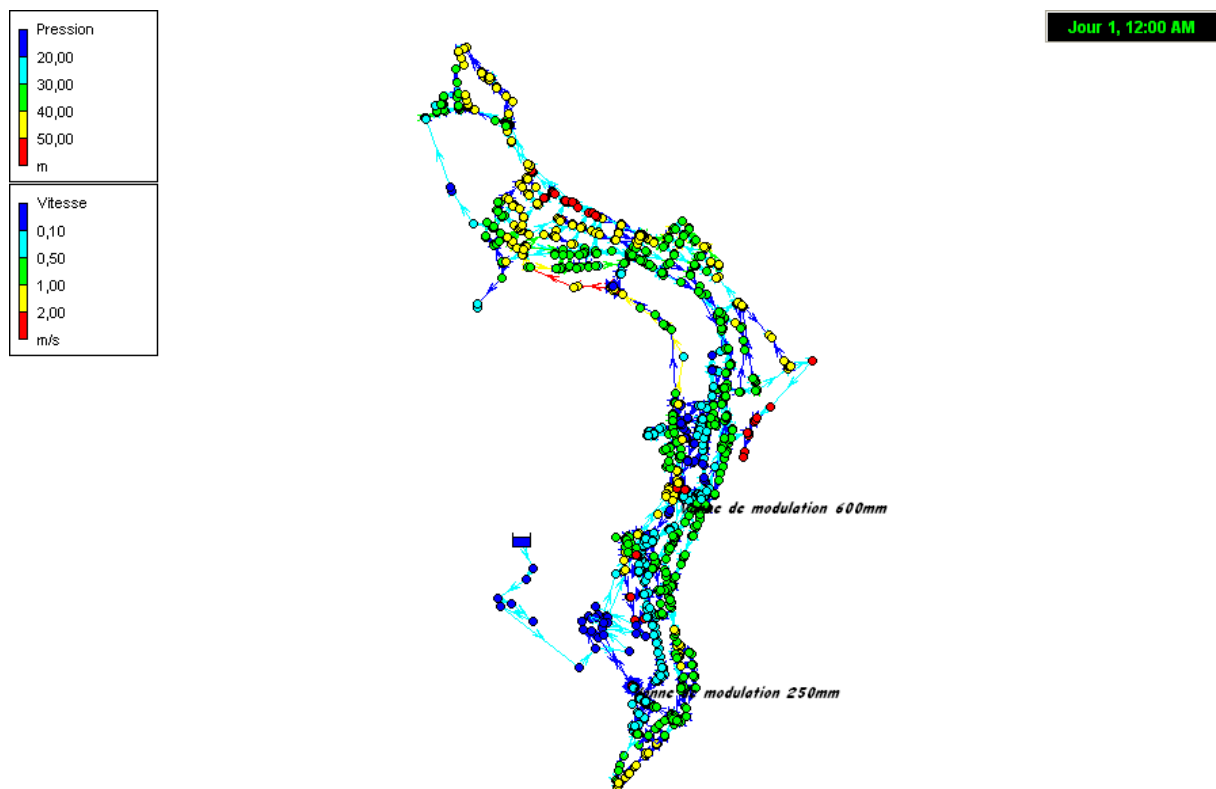 Pression
20,00
30,00
40,00
50,00
m
Vitesse
0,10
0,50
1,00
2,00
m/s
Jour 1, 12:00 AM
de modulation 600mm
de modulation 250mm